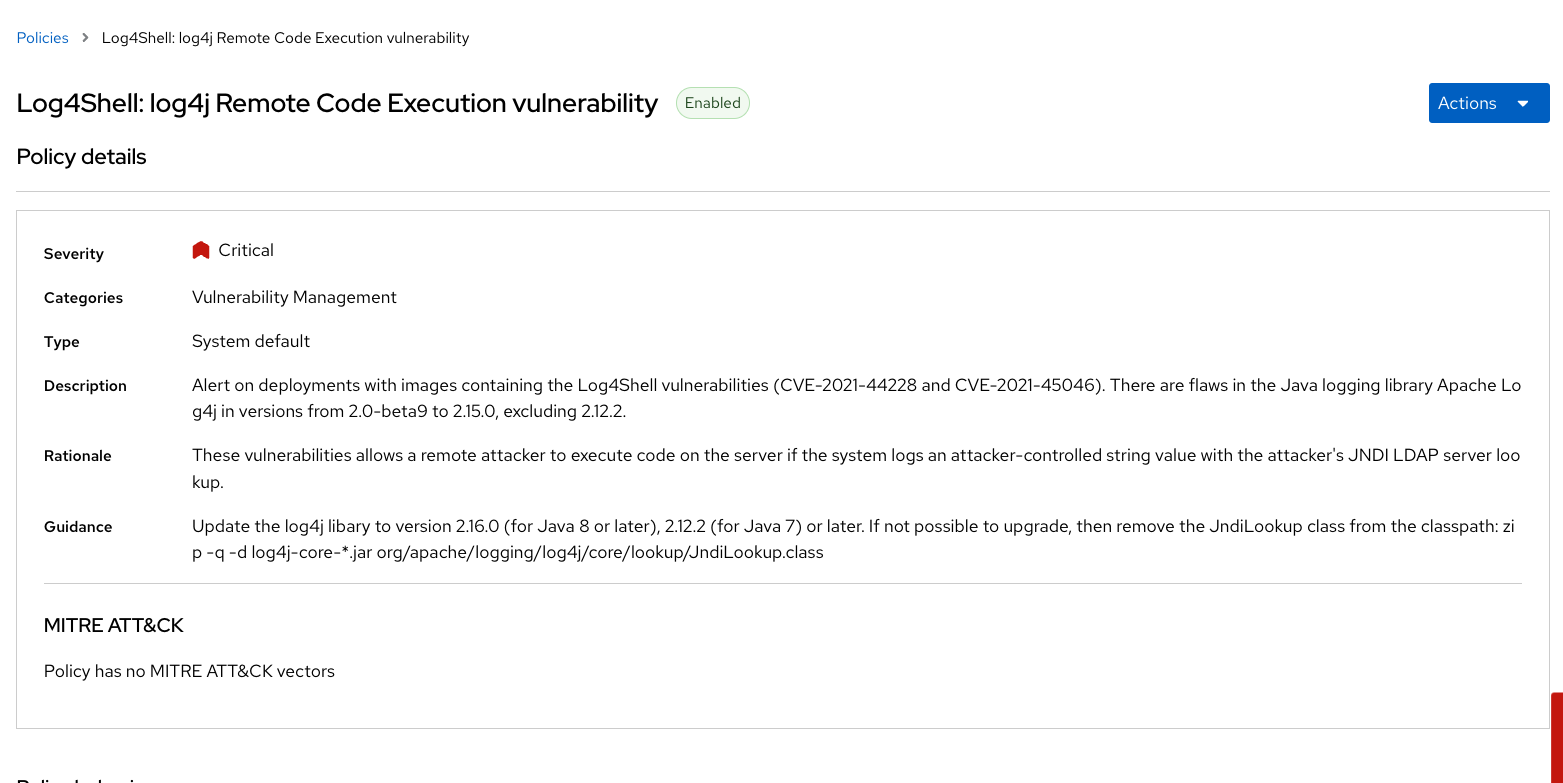 Policies > Log4Shell: log4j Remote Code Execution vulnerability
Log4Shell: log4j Remote Code Execution vulnerability Enabled Actions
Policy details
Severity Critical
Categories Vulnerability Management
Type System default
Description Alert on deployments with images containing the Log4Shell vulnerabilities (CVE-2021-44228 and CVE-2021-45046). There are flaws in the Java logging library Apache Lo
g4j in versions from 2.0-beta9 to 2.15.0, excluding 2.12.2.
Rationale These vulnerabilities allows a remote attacker to execute code on the server if the system logs an attacker-controlled string value with the attacker's JNDI LDAP server loo
kup.
Guidance Update the log4j libary to version 2.16.0 (for Java 8 or later), 2.12.2 (for Java 7) or later. If not possible to upgrade, then remove the JndiLookup class from the classpath: zi
p -q -d log4j-core-*.jar org/apache/logging/log4j/core/lookup/JndiLookup.class
MITRE ATT&CK
Policy has no MITRE ATT&CK vectors